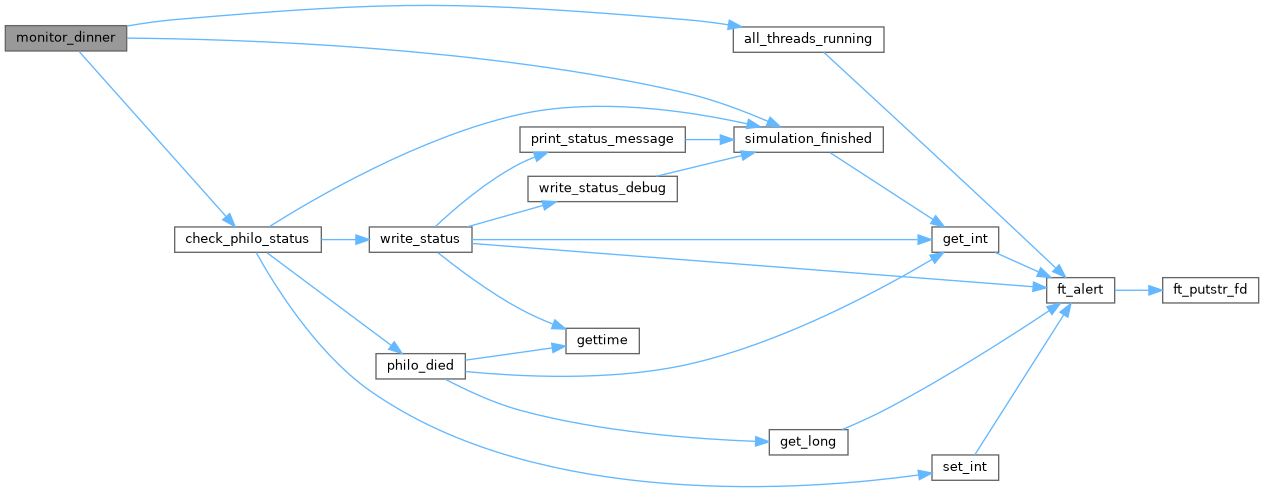 monitor_dinner
all_threads_running
print_status_message
simulation_finished
write_status_debug
check_philo_status
write_status
get_int
ft_alert
ft_putstr_fd
gettime
philo_died
get_long
set_int